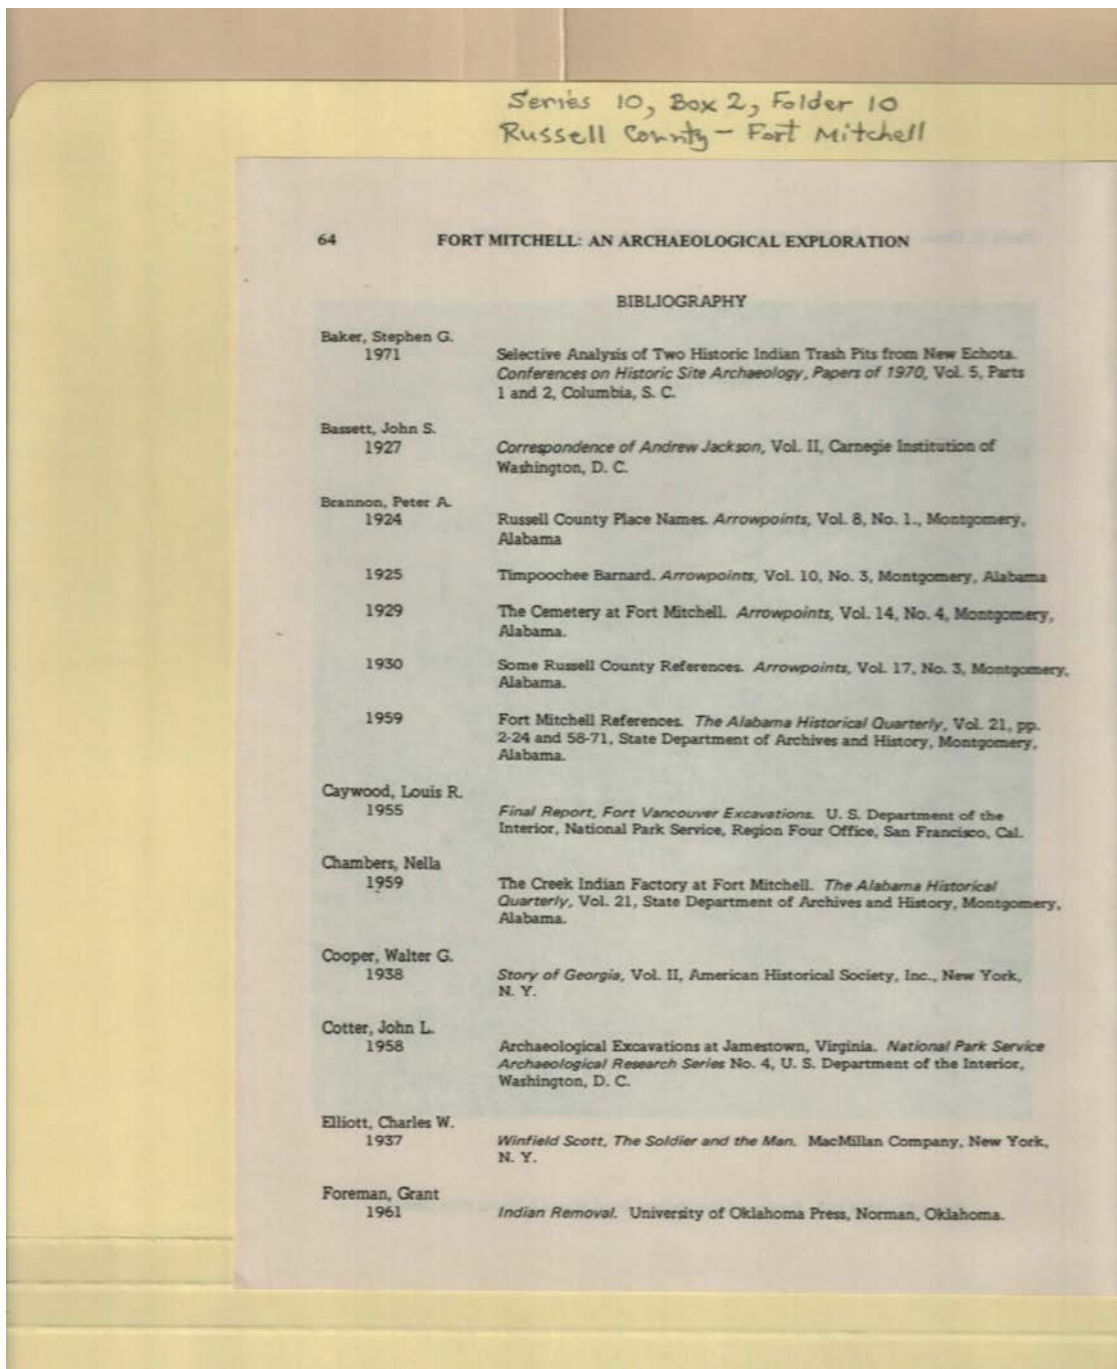 Series 10, Box 2, Folder 10
Russell County - Fort Mitchell
64 FORT MITCHELL: AN ARCHAEOLOGICAL EXPLORATION
BIBLIOGRAPHY
Baker, Stephen G.
1971 Selective Analysis of Two Historic Indian Trash Pits from New Echota.
Conferences on Historic Site Archaeology, Papers of 1970, Vol. 5, Parts
1 and 2, Columbia, S. C.
Bassett, John S.
1927 Correspondence of Andrew Jackson, Vol. II, Carnegie Institution of
Washington, D. C.
Brannon, Peter A.
1924 Russell County Place Names. Arrowpoints, Vol. 8, No. 1., Montgomery,
Alabama
1925 Timpoochee Barnard. Arrowpoints, Vol. 10, No. 3, Montgomery, Alabama
1929 The Cemetery at Fort Mitchell. Arrowpoints, Vol. 14, No. 4, Montgomery,
Alabama.
1930 Some Russell County References. Arrowpoints, Vol. 17, No. 3, Montgomery,
Alabama.
1959 Fort Mitchell References. The Alabama Historical Quarterly, Vol. 21, pp.
2-24 and 58-71, State Department of Archives and History, Montgomery,
Alabama.
Caywood, Louis R.
1955 Final Report, Fort Vancouver Excavations. U. S. Department of the
Interior, National Park Service, Region Four Office, San Francisco, Cal.
Chambers, Nella
1959 The Creek Indian Factory at Fort Mitchell. The Alabama Historical
Quarterly, Vol. 21, State Department of Archives and History, Montgomery,
Alabama.
Cooper, Walter G.
1938 Story of Georgia, Vol. II, American Historical Society, Inc., New York,
N. Y.
Cotter, John L.
1958 Archaeological Excavations at Jamestown, Virginia. National Park Service
Archaeological Research Series No. 4, U. S. Department of the Interior,
Washington, D. C.
Elliott, Charles W.
1937 Winfield Scott, The Soldier and the Man. MacMillan Company, New York,
N. Y.
Foreman, Grant
1961 Indian Removal. University of Oklahoma Press, Norman, Oklahoma.